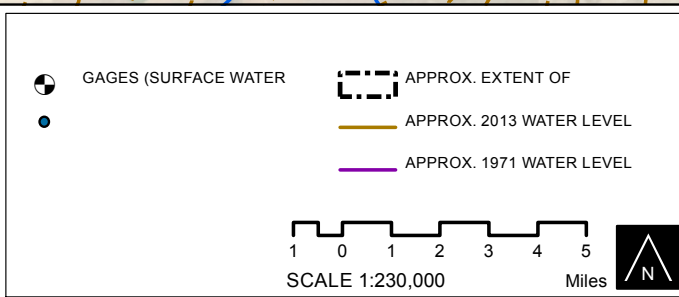 GAGES (SURFACE WATER
APPROX. EXTENT OF
APPROX. 2013 WATER LEVEL
APPROX. 1971 WATER LEVEL
1 0 1 2 3 4 5
SCALE 1:230,000
Miles
N